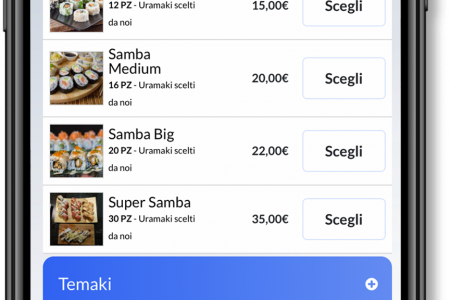 12 PZ - Uramaki scelti
da noi
15,00€
Scegli
Samba
Medium
16 PZ - Uramaki scelti
da noi
20,00€
Scegli
Samba Big
20 PZ - Uramaki scelti
da noi
22,00€
Scegli
Super Samba
30 PZ - Uramaki scelti
da noi
35,00€
Scegli
Temaki